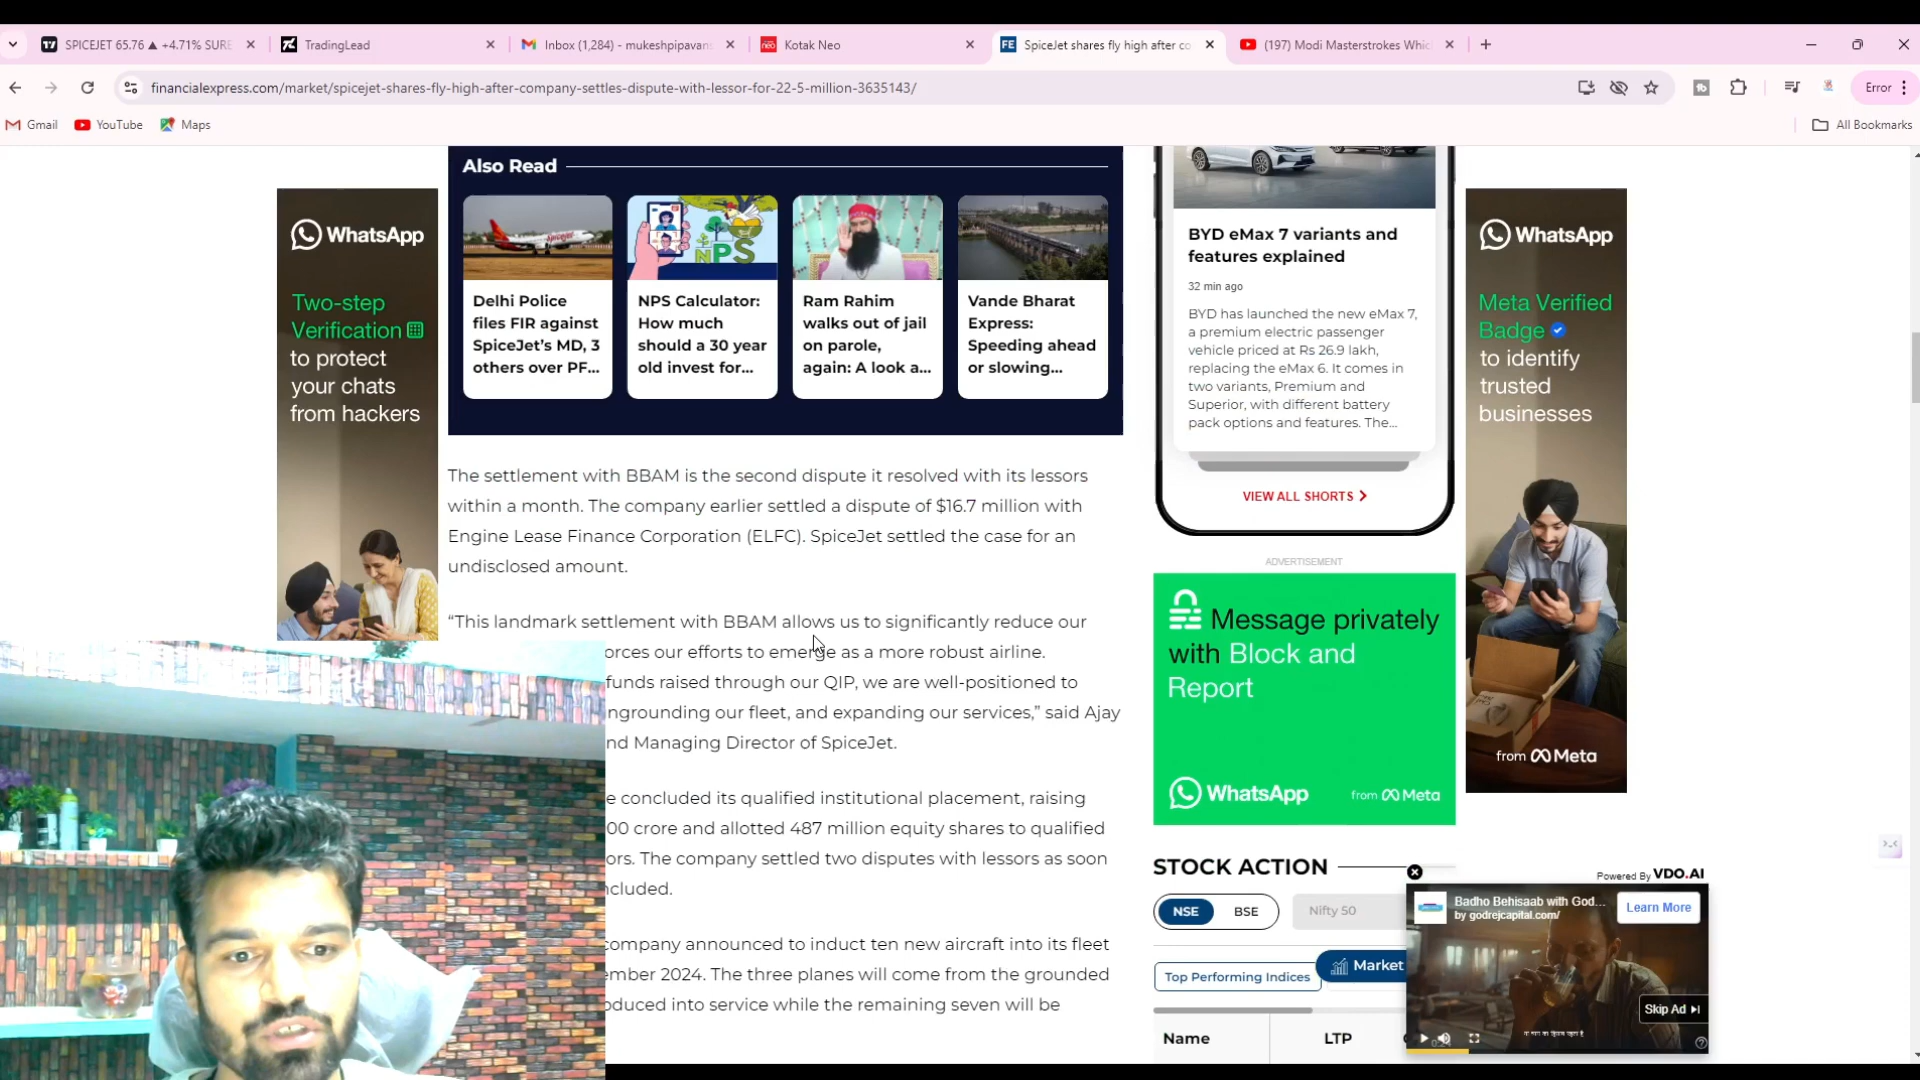 SPICEJET 65.76 ▲ +4.71% SURE
TradingLead
Inbox (1,284) - mukeshpipavan
Kotak Neo
SpiceJet shares fly high after co
(197) Modi Masterstrokes Whic
financialexpress.com/market/spicejet-shares-fly-high-after-company-settles-dispute-with-lessor-for-22-5-million-3635143/
Error
Gmail
YouTube
Maps
All Bookmarks
WhatsApp
Two-step
Verification
to protect
your chats
from hackers
Also Read
Delhi Police
files FIR against
SpiceJet's MD, 3
others over PF...
NPS Calculator:
How much
should a 30 year
old invest for...
Ram Rahim
walks out of jail
on parole,
again: A look a...
Vande Bharat
Express:
Speeding ahead
or slowing...
The settlement with BBAM is the second dispute it resolved with its lessors
within a month. The company earlier settled a dispute of $16.7 million with
Engine Lease Finance Corporation (ELFC). SpiceJet settled the case for an
undisclosed amount.
“This landmark settlement with BBAM allows us to significantly reduce our
orces our efforts to emerge as a more robust airline.
funds raised through our QIP, we are well-positioned to
ngrounding our fleet, and expanding our services,” said Ajay
nd Managing Director of SpiceJet.
e concluded its qualified institutional placement, raising
00 crore and allotted 487 million equity shares to qualified
ors. The company settled two disputes with lessors as soon
ncluded.
company announced to induct ten new aircraft into its fleet
ember 2024. The three planes will come from the grounded
oduced into service while the remaining seven will be
BYD eMax 7 variants and
features explained
32 min ago
BYD has launched the new eMax 7,
a premium electric passenger
vehicle priced at Rs 26.9 lakh,
replacing the eMax 6. It comes in
two variants, Premium and
Superior, with different battery
pack options and features. The...
VIEW ALL SHORTS
ADVERTISEMENT
Message privately
with Block and
Report
WhatsApp
from Meta
STOCK ACTION
NSE
BSE
Nifty 50
Top Performing Indices
Market
Name
LTP
WhatsApp
Meta Verified
Badge
to identify
trusted
businesses
from Meta
Powered By VDO.AI
Badho Behisaab with God...
by godrejcapital.com/
Learn More
Skip Ad